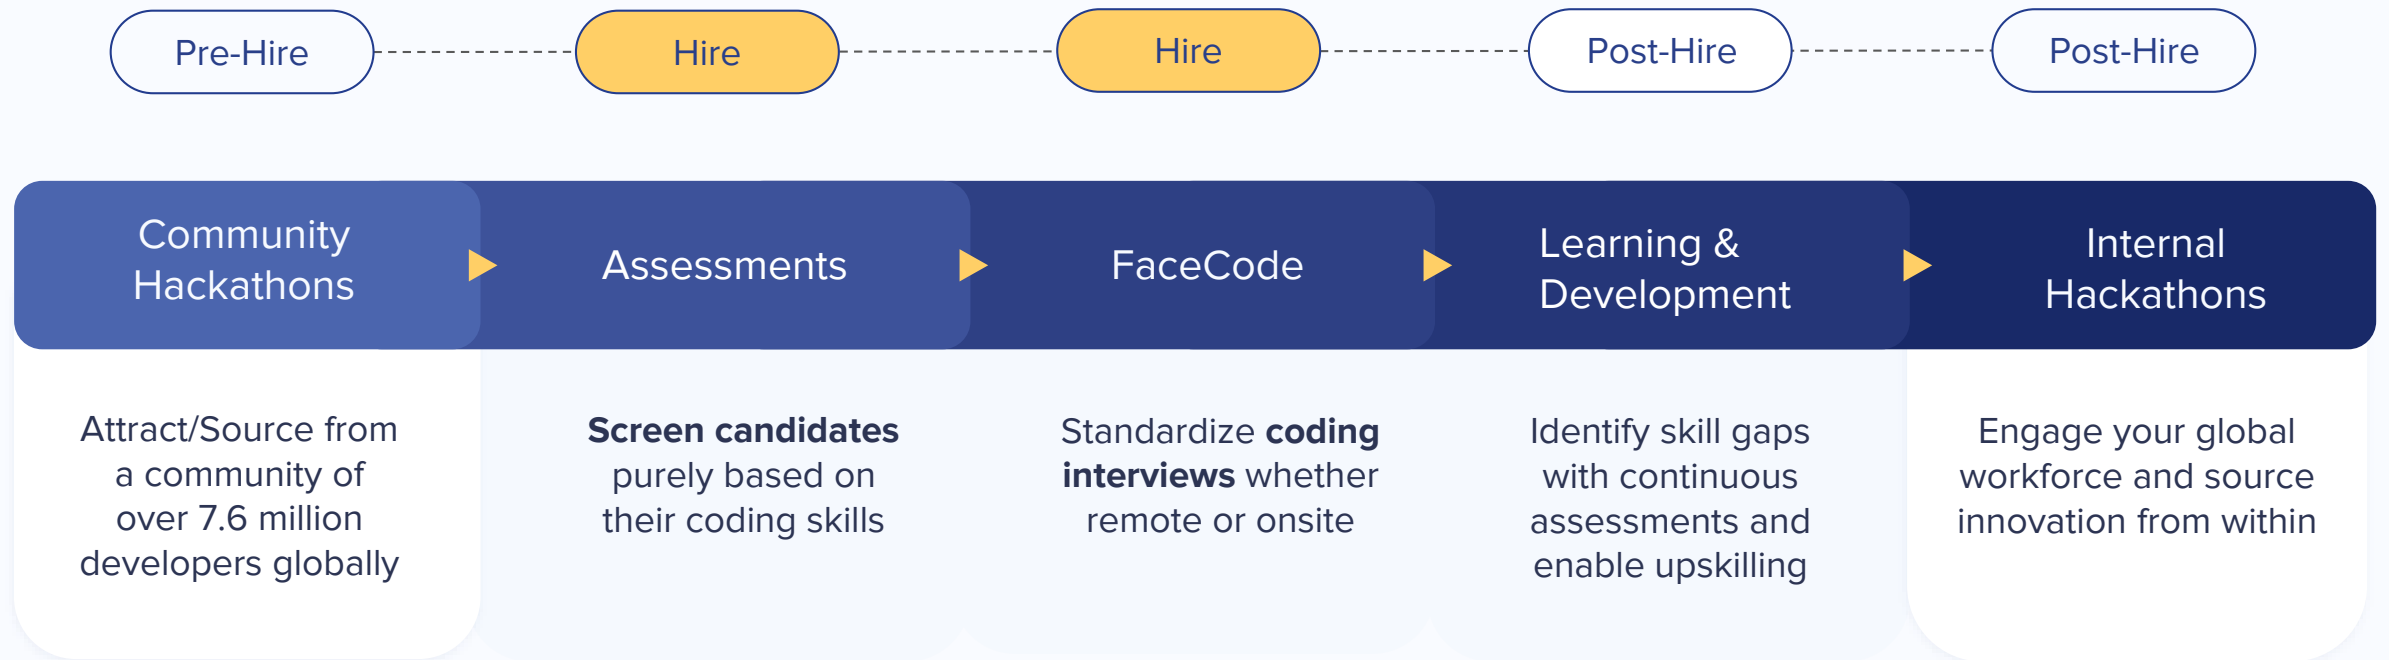 Pre-Hire
Hire
Hire
Post-Hire
Post-Hire
Community
Hackathons
Assessments
FaceCode
Learning &
Development
Internal
Hackathons
Attract/Source from
a community of
over 7.6 million
developers globally
Screen candidates
purely based on
their coding skills
Standardize coding
interviews whether
remote or onsite
Identify skill gaps
with continuous
assessments and
enable upskilling
Engage your global
workforce and source
innovation from within